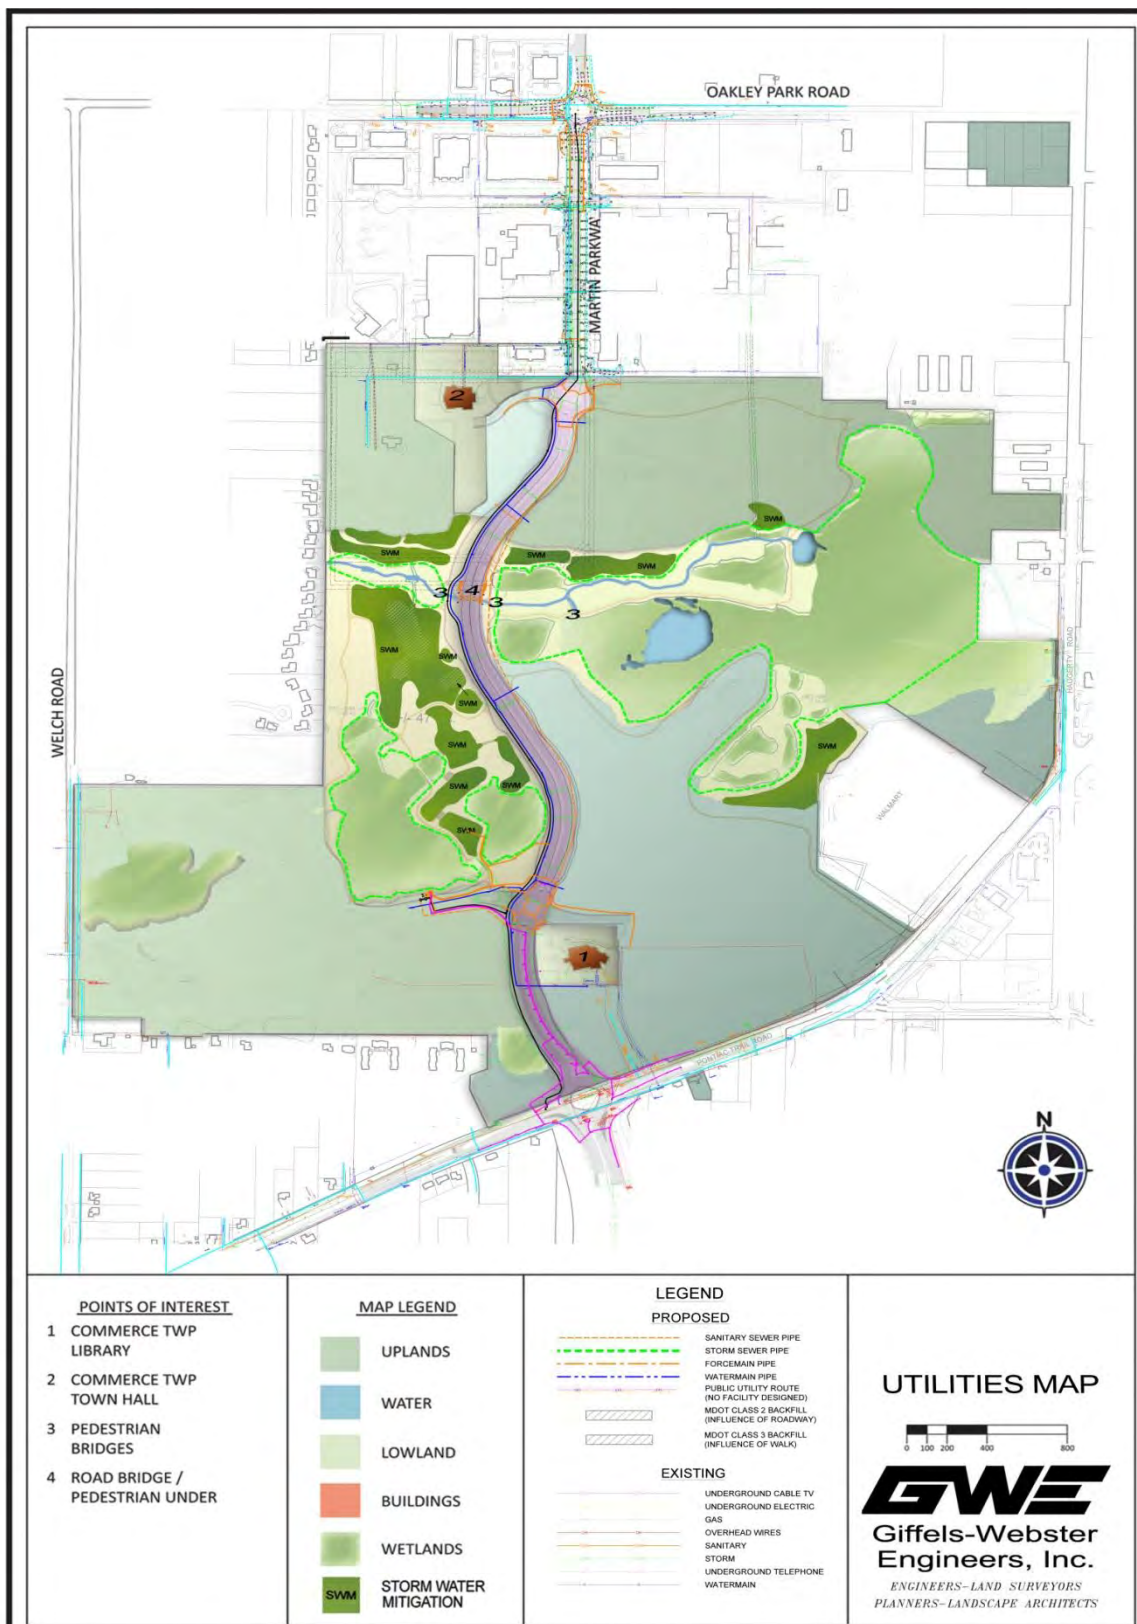 OAKLEY PARK ROAD
MARTIN PARKWA
2
SWM
SWM
SWM
SWM
3
4
3
3
SWM
SWM
SWM
WELCH ROAD
HAGGERTY ROAD
SWM
SWM
SWM
SWM
SWM
WALMART
1
PONTIAC TRAIL ROAD
N
POINTS OF INTEREST
1 COMMERCE TWP
LIBRARY
2 COMMERCE TWP
TOWN HALL
3 PEDESTRIAN
BRIDGES
4 ROAD BRIDGE /
PEDESTRIAN UNDER
MAP LEGEND
UPLANDS
WATER
LOWLAND
BUILDINGS
WETLANDS
SWM STORM WATER
MITIGATION
LEGEND
PROPOSED
SANITARY SEWER PIPE
STORM SEWER PIPE
FORCEMAIN PIPE
WATERMAIN PIPE
PUBLIC UTILITY ROUTE
(NO FACILITY DESIGNED)
MDOT CLASS 2 BACKFILL
(INFLUENCE OF ROADWAY)
MDOT CLASS 3 BACKFILL
(INFLUENCE OF WALK)
EXISTING
UNDERGROUND CABLE TV
UNDERGROUND ELECTRIC
GAS
OVERHEAD WIRES
SANITARY
STORM
UNDERGROUND TELEPHONE
WATERMAIN
UTILITIES MAP
0 100 200 400 800
GWE
Giffels-Webster
Engineers, Inc.
ENGINEERS–LAND SURVEYORS
PLANNERS–LANDSCAPE ARCHITECTS